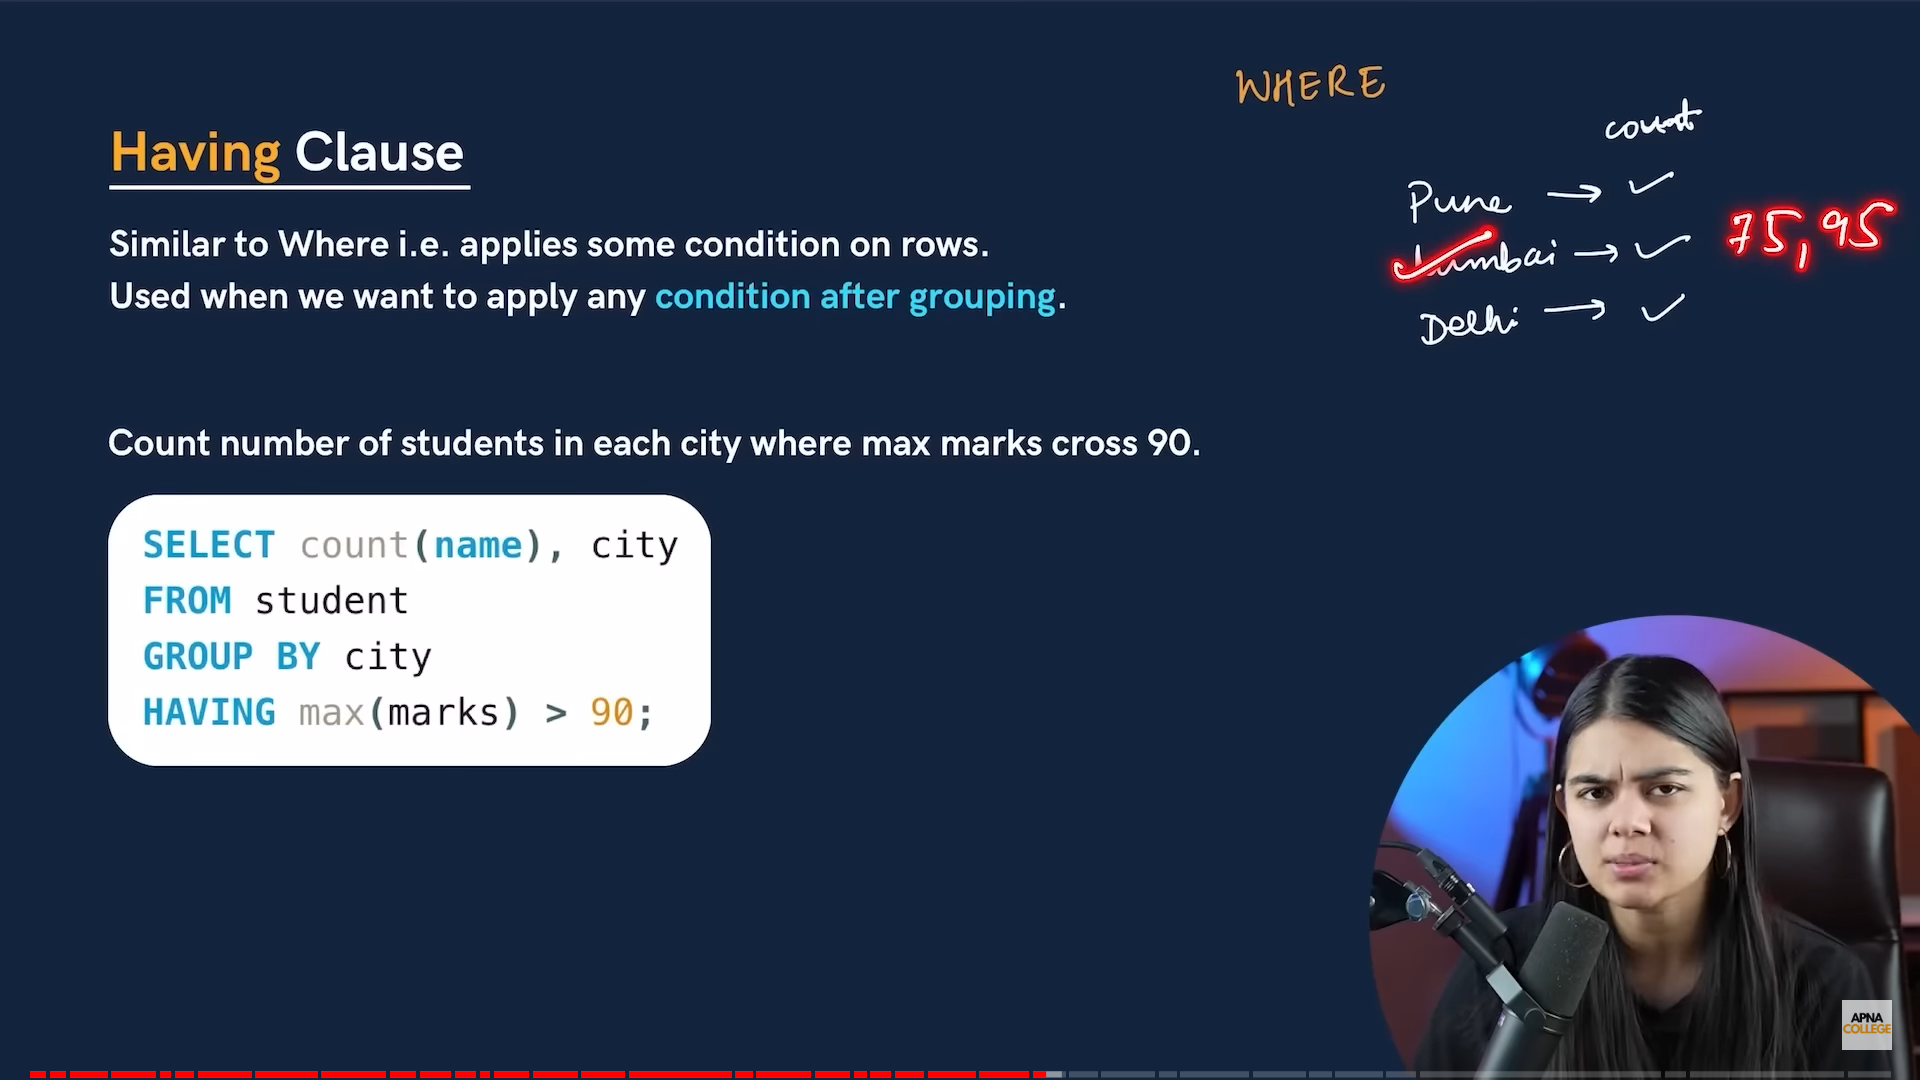 WHERE
count
Having Clause
Pune → ✓
Mumbai → ✓ 75,95
Delhi → ✓
Similar to Where i.e. applies some condition on rows.
Used when we want to apply any condition after grouping.
Count number of students in each city where max marks cross 90.
SELECT count(name), city
FROM student
GROUP BY city
HAVING max(marks) > 90;
APNA
COLLEGE